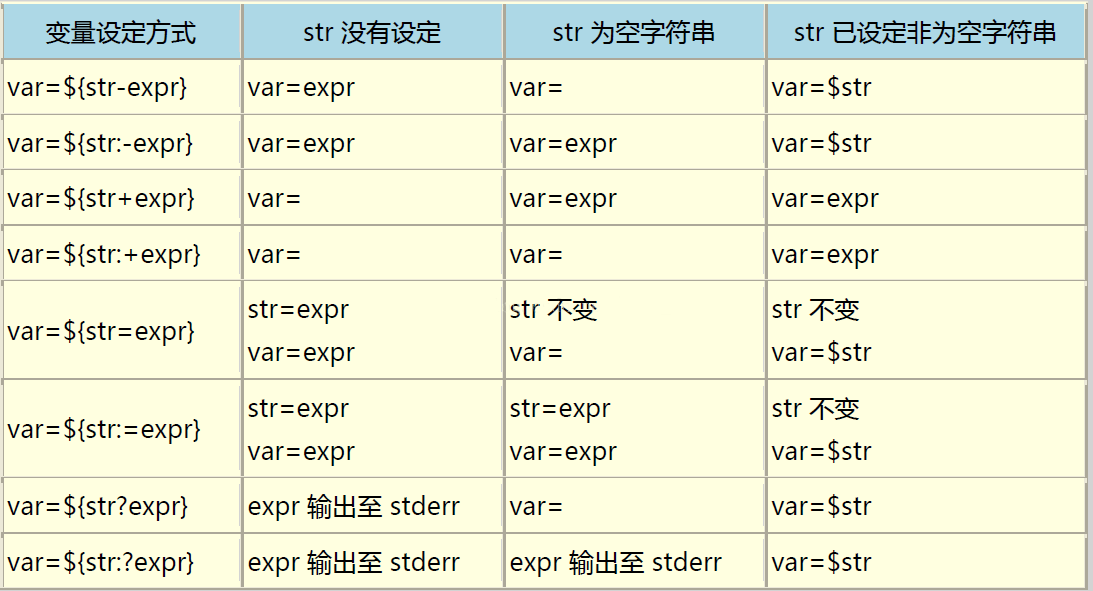 变量设定方式 str 没有设定 str 为空字符串 str 已设定非为空字符串
var=${str-expr} var=expr var= var=$str
var=${str:-expr} var=expr var=expr var=$str
var=${str+expr} var= var=expr var=expr
var=${str:+expr} var= var= var=expr
var=${str=expr} str=expr str 不变 str 不变
var=expr var= var=$str
var=${str:=expr} str=expr str=expr str 不变
var=expr var=expr var=$str
var=${str?expr} expr 输出至 stderr var= var=$str
var=${str:?expr} expr 输出至 stderr expr 输出至 stderr var=$str